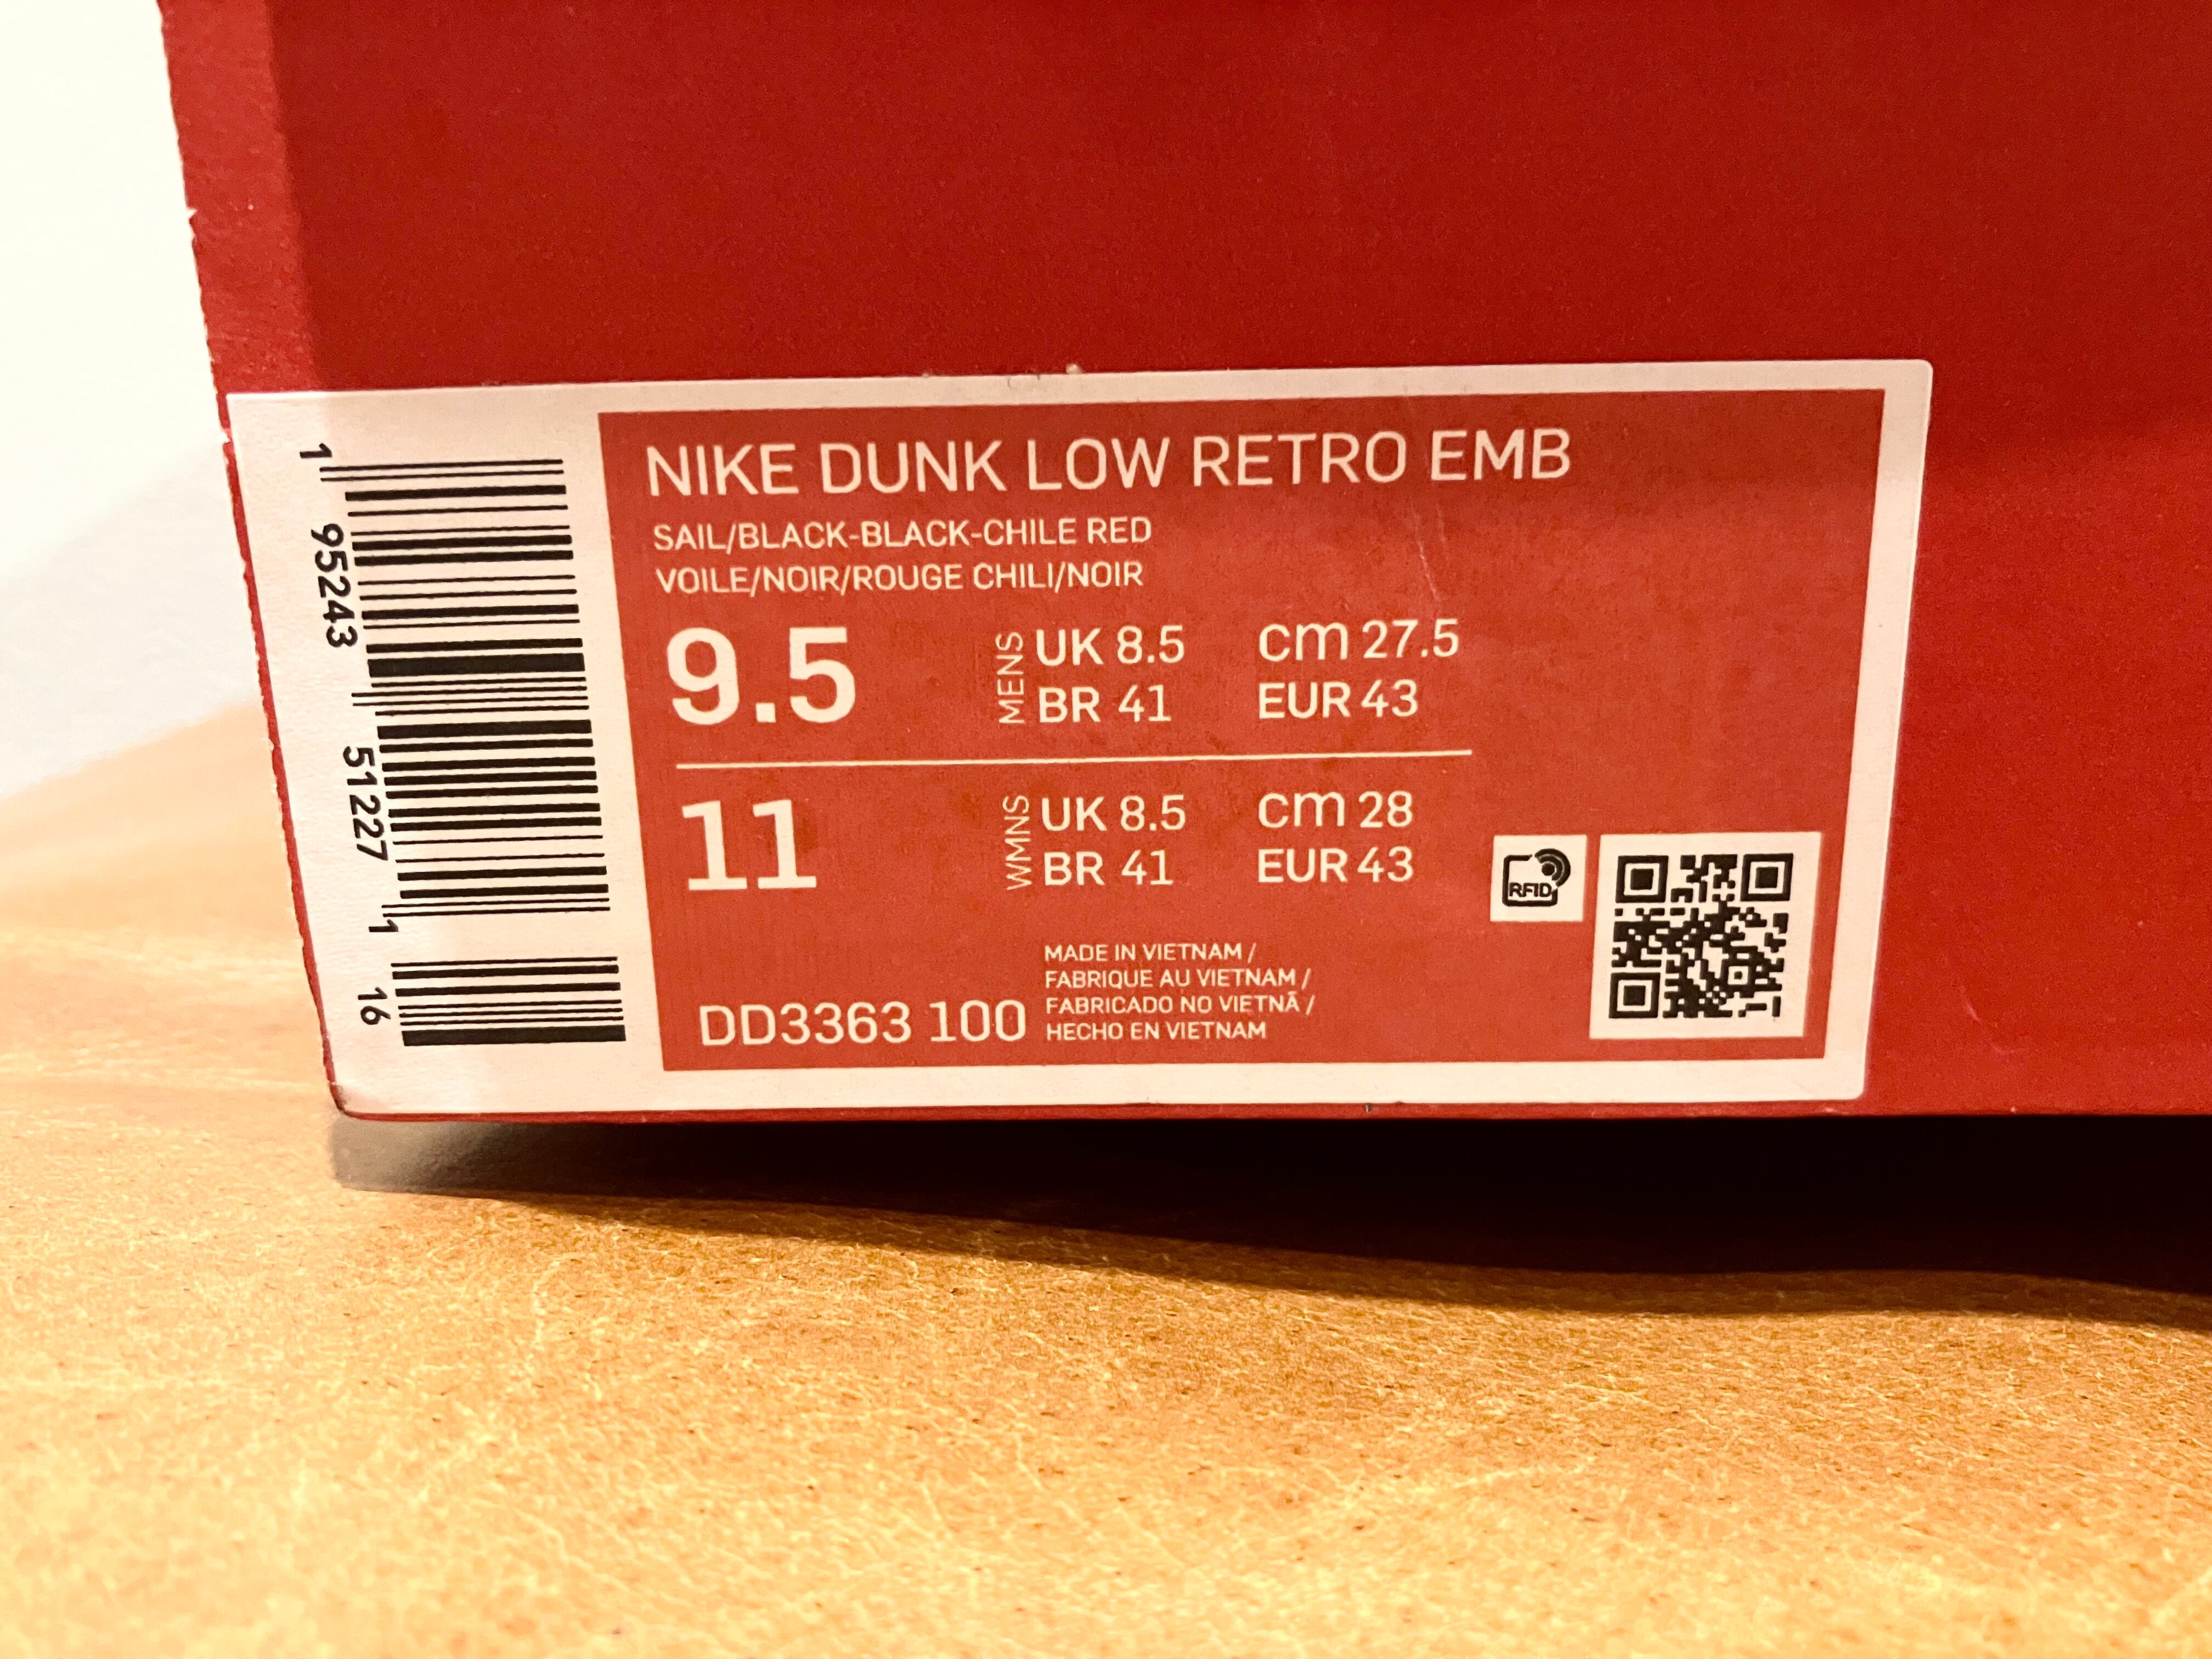 NIKE DUNK LOW RETRO EMB
SAIL/BLACK-BLACK-CHILE RED
VOILE/NOIR/ROUGE CHILI/NOIR
9.5 MENS UK 8.5 cm 27.5
BR 41 EUR 43
11 WMNS UK 8.5 cm 28
BR 41 EUR 43
RFID
MADE IN VIETNAM /
FABRIQUE AU VIETNAM /
FABRICADO NO VIETNÃ /
HECHO EN VIETNAM
DD3363 100
1 95243 51227 1 16